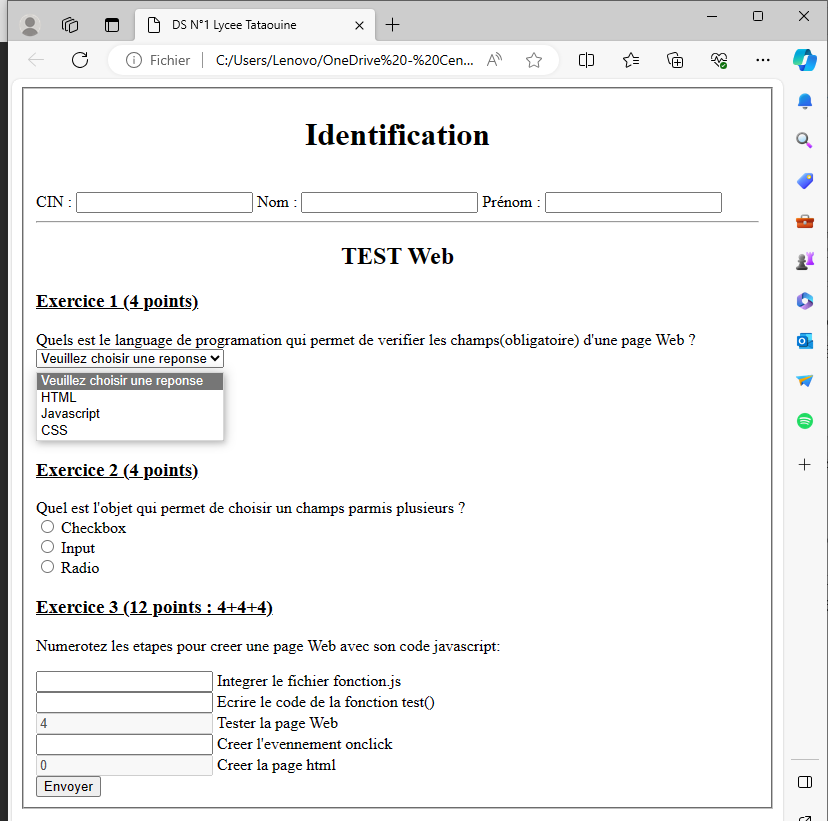 DS N°1 Lycee Tataouine
Fichier C:/Users/Lenovo/OneDrive%20-%20Cen...
Identification
CIN : Nom : Prénom :
TEST Web
Exercice 1 (4 points)
Quels est le language de programation qui permet de verifier les champs(obligatoire) d'une page Web ?
Veuillez choisir une reponse
Veuillez choisir une reponse
HTML
Javascript
CSS
Exercice 2 (4 points)
Quel est l'objet qui permet de choisir un champs parmis plusieurs ?
Checkbox
Input
Radio
Exercice 3 (12 points : 4+4+4)
Numerotez les etapes pour creer une page Web avec son code javascript:
Integrer le fichier fonction.js
Ecrire le code de la fonction test()
4 Tester la page Web
Creer l'evennement onclick
0 Creer la page html
Envoyer